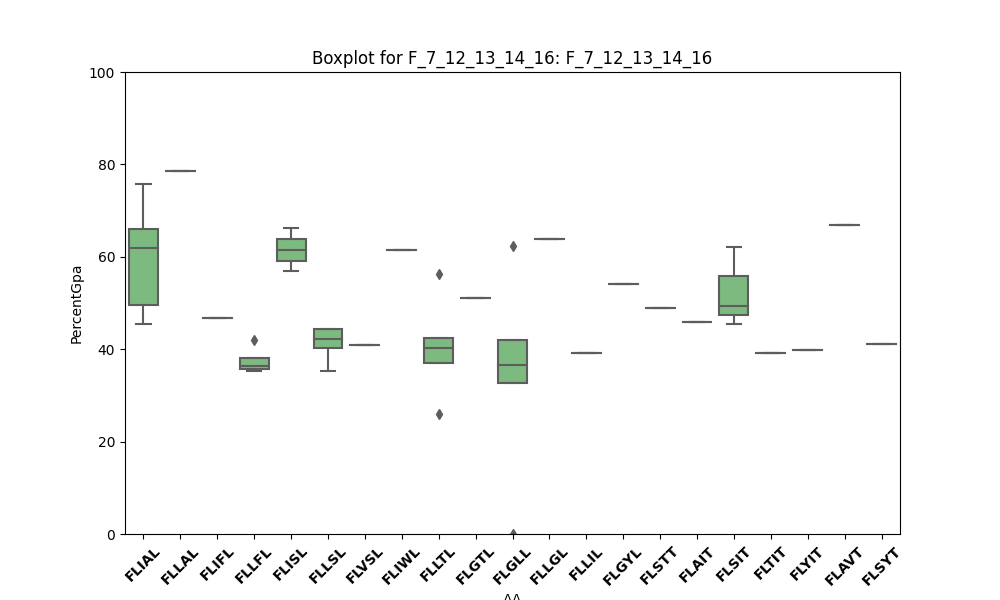 Boxplot for F_7_12_13_14_16: F_7_12_13_14_16
PercentGpa
100
80
60
40
20
0
FLIAL
FLLAL
FLIFL
FLLFL
FLISL
FLLSL
FLVSL
FLIWL
FLLTL
FLGTL
FLGLL
FLLGL
FLLIL
FLGYL
FLSTT
FLAIT
FLSIT
FLTIT
FLYIT
FLAVT
FLSYT
AA